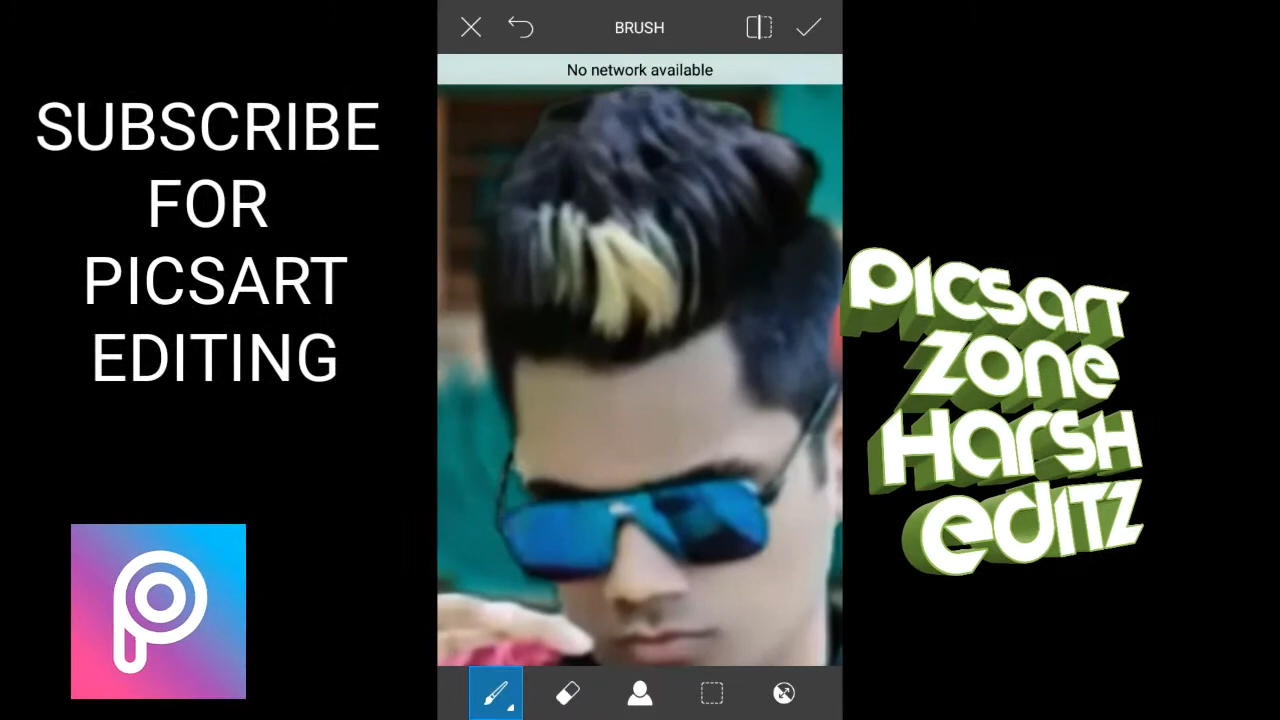 SUBSCRIBE
FOR
PICSART
EDITING
BRUSH
No network available
PICSART
ZONE
HARSH
EDITZ